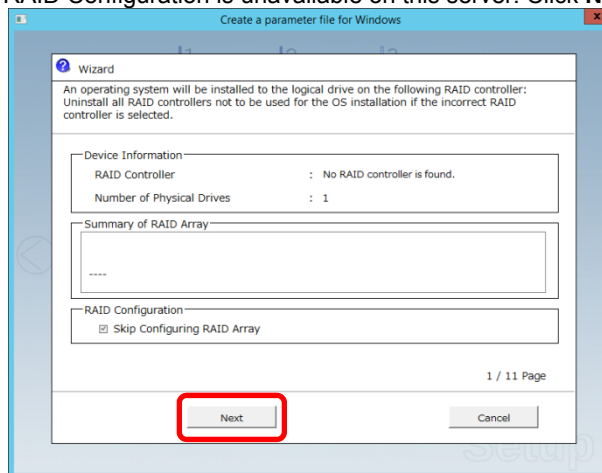 RAID Configuration is unavailable on this server. Click N
Create a parameter file for Windows
x
Wizard
An operating system will be installed to the logical drive on the following RAID controller:
Uninstall all RAID controllers not to be used for the OS installation if the incorrect RAID
controller is selected.
Device Information
RAID Controller : No RAID controller is found.
Number of Physical Drives : 1
Summary of RAID Array
----
RAID Configuration
Skip Configuring RAID Array
1 / 11 Page
Next Cancel
Setup